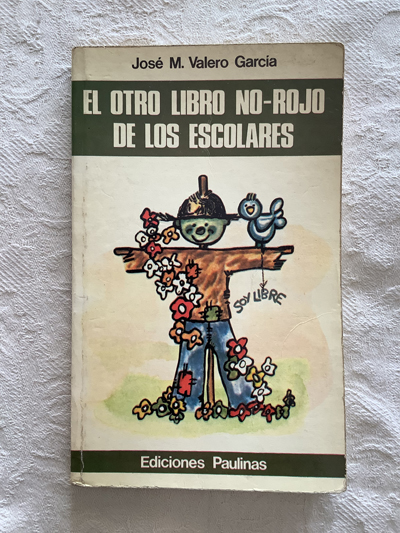 José M. Valero García
EL OTRO LIBRO NO-ROJO
DE LOS ESCOLARES
SOY LIBRE
Ediciones Paulinas